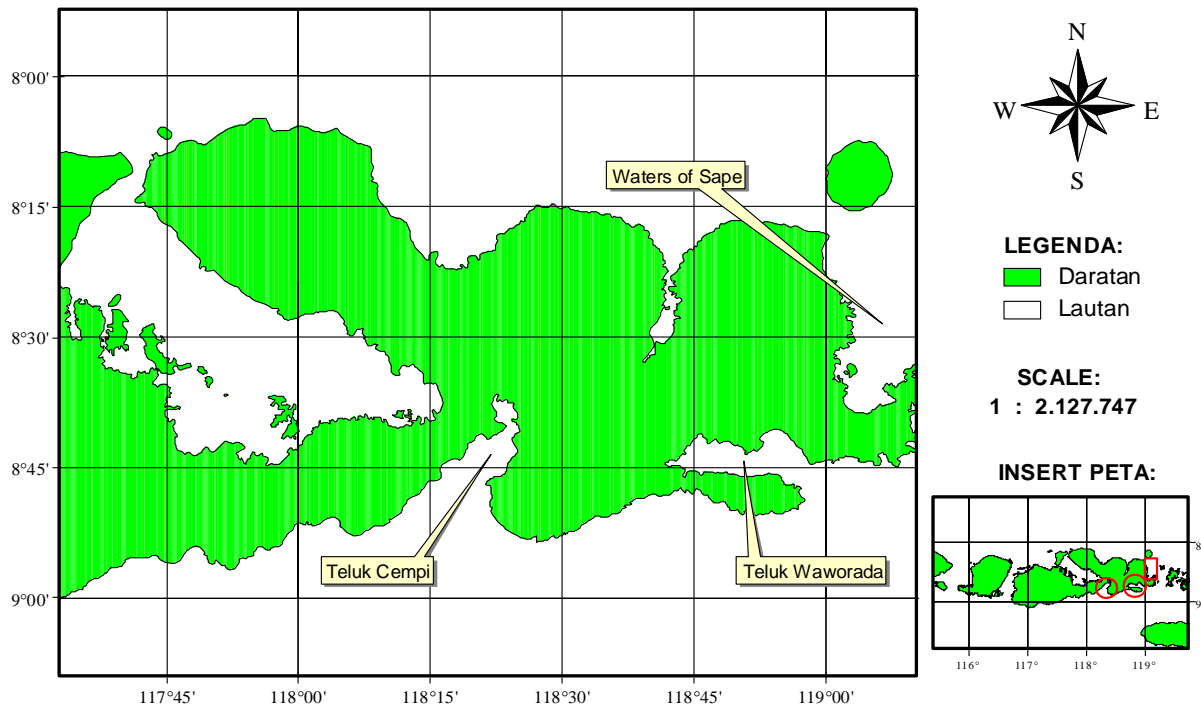 8°00'
8°15'
8°30'
8°45'
9°00'
117°45'
118°00'
118°15'
118°30'
118°45'
119°00'
Waters of Sape
Teluk Cempi
Teluk Waworada
N
W
E
S
LEGENDA:
Daratan
Lautan
SCALE:
1 : 2.127.747
INSERT PETA:
8
9
116°
117°
118°
119°